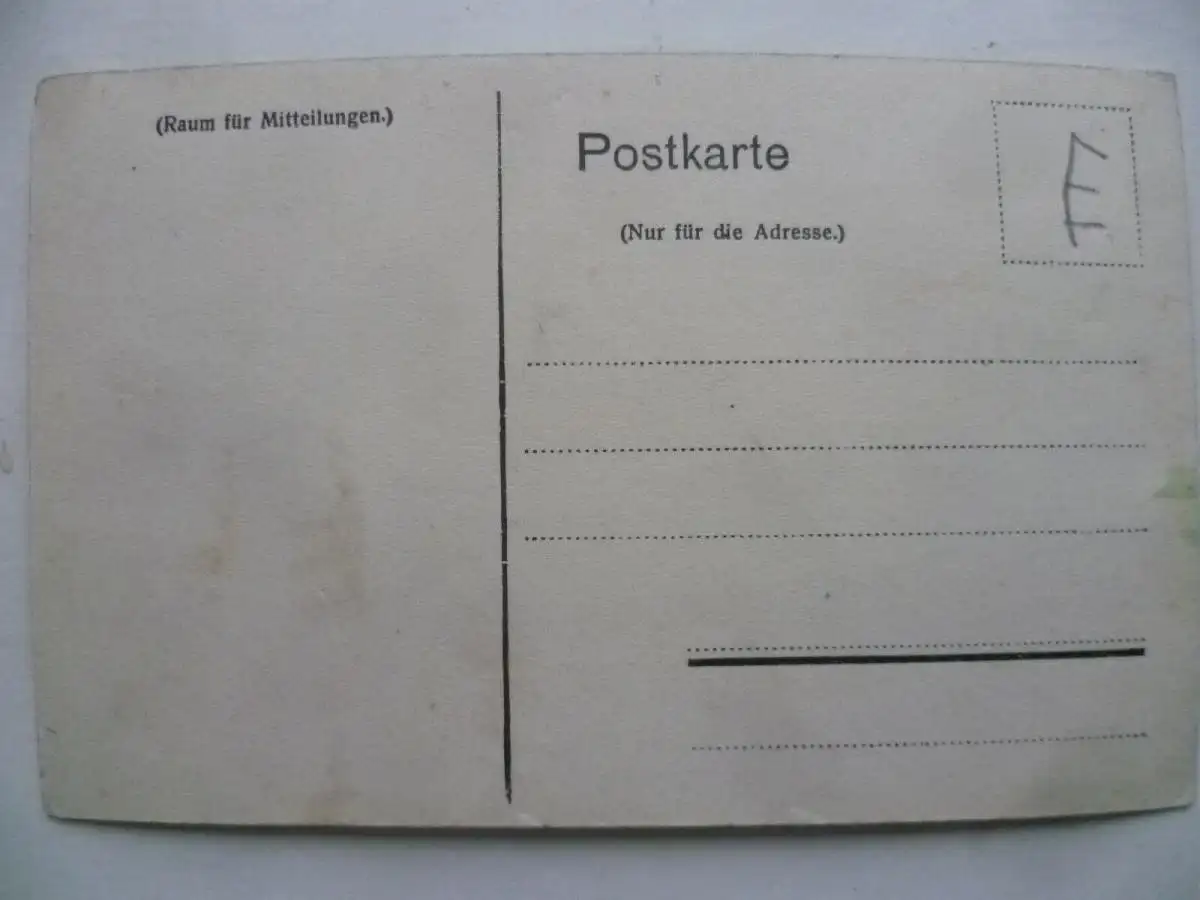 (Raum für Mitteilungen.)
Postkarte
(Nur für die Adresse.)